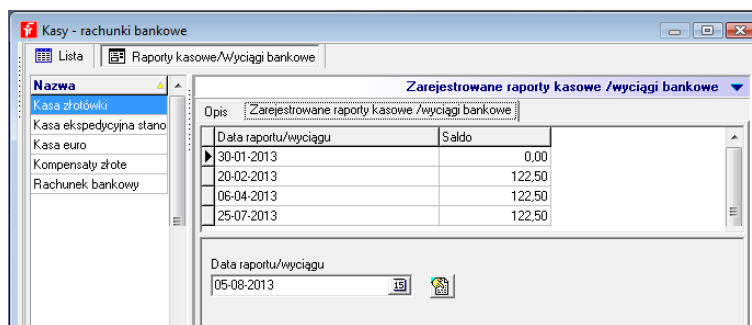 Kasy - rachunki bankowe
Lista
Raporty kasowe/Wyciągi bankowe
Nazwa
Kasa złotówki
Kasa ekspedycyjna stano
Kasa euro
Kompensaty złote
Rachunek bankowy
Zarejestrowane raporty kasowe /wyciągi bankowe
Opis
Zarejestrowane raporty kasowe /wyciągi bankowe
Data raportu/wyciągu Saldo
30-01-2013 0,00
20-02-2013 122,50
06-04-2013 122,50
25-07-2013 122,50
Data raportu/wyciągu
05-08-2013
15